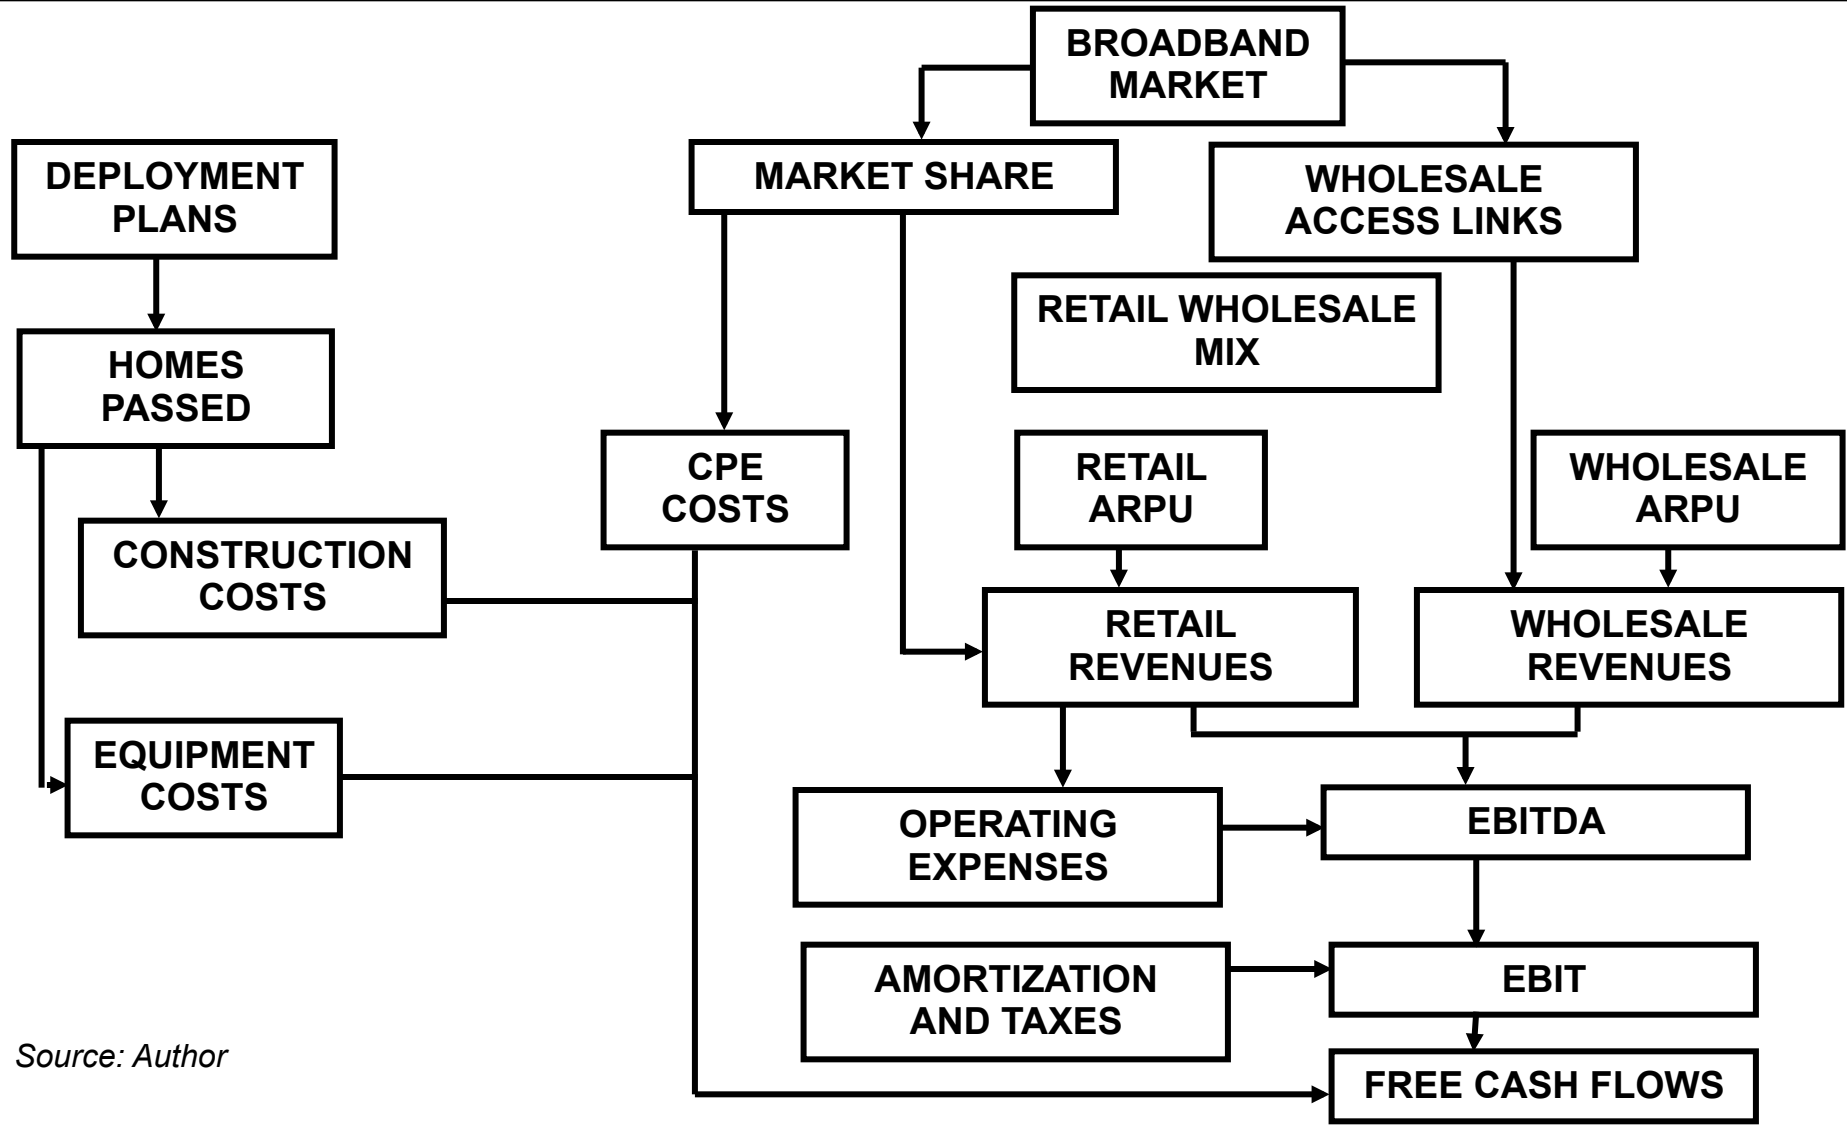 BROADBAND
MARKET
DEPLOYMENT
PLANS
MARKET SHARE
WHOLESALE
ACCESS LINKS
RETAIL WHOLESALE
MIX
HOMES
PASSED
CPE
COSTS
RETAIL
ARPU
WHOLESALE
ARPU
CONSTRUCTION
COSTS
RETAIL
REVENUES
WHOLESALE
REVENUES
EQUIPMENT
COSTS
OPERATING
EXPENSES
EBITDA
AMORTIZATION
AND TAXES
EBIT
FREE CASH FLOWS
Source: Author